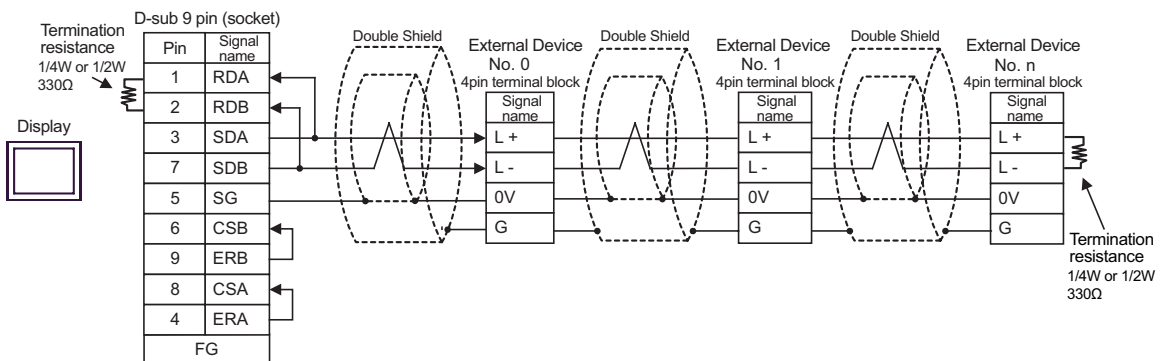 D-sub 9 pin (socket)
Termination
resistance
1/4W or 1/2W
330Ω
Display
Pin Signal name
1 RDA
2 RDB
3 SDA
7 SDB
5 SG
6 CSB
9 ERB
8 CSA
4 ERA
FG
Double Shield
External Device
No. 0
4pin terminal block
Signal
name
L +
L -
0V
G
Double Shield
External Device
No. 1
4pin terminal block
Signal
name
L +
L -
0V
G
Double Shield
External Device
No. n
4pin terminal block
Signal
name
L +
L -
0V
G
Termination
resistance
1/4W or 1/2W
330Ω